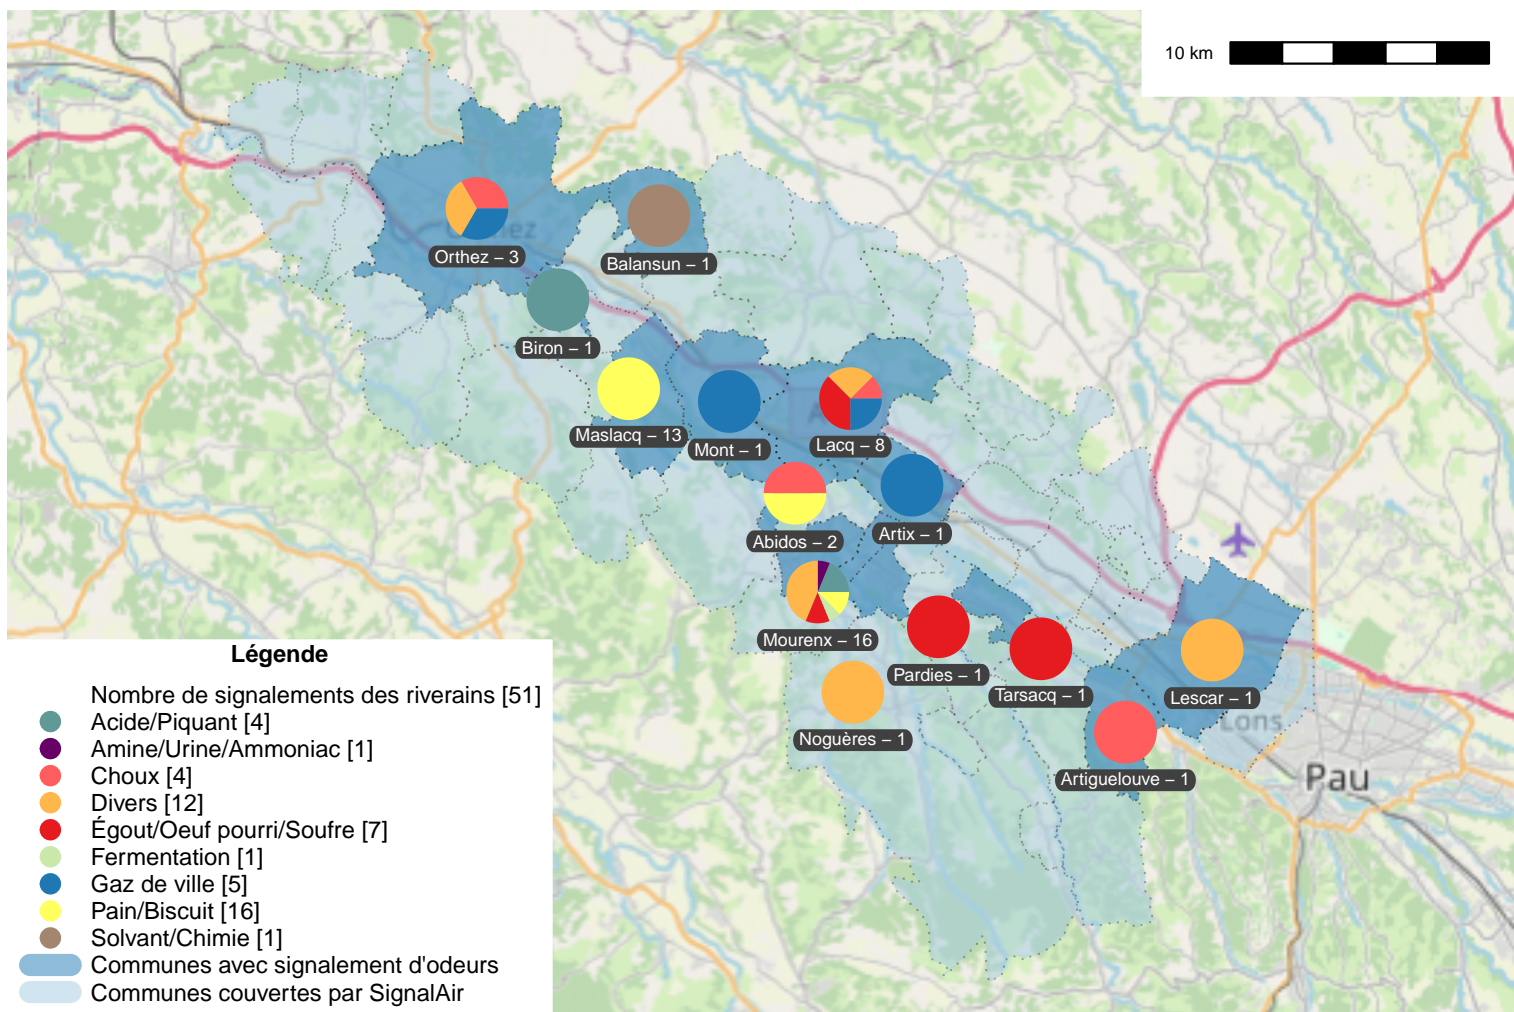 10 km
Orthez – 3
Balansun – 1
Biron – 1
Maslacq – 13
Mont – 1
Lacq – 8
Abidos – 2
Artix – 1
Mourenx – 16
Pardies – 1
Tarsacq – 1
Lescar – 1
Noguères – 1
Lons
Artiguelouve – 1
Pau
Légende
Nombre de signalements des riverains [51]
Acide/Piquant [4]
Amine/Urine/Ammoniac [1]
Choux [4]
Divers [12]
Égout/Oeuf pourri/Soufre [7]
Fermentation [1]
Gaz de ville [5]
Pain/Biscuit [16]
Solvant/Chimie [1]
Communes avec signalement d'odeurs
Communes couvertes par SignalAir